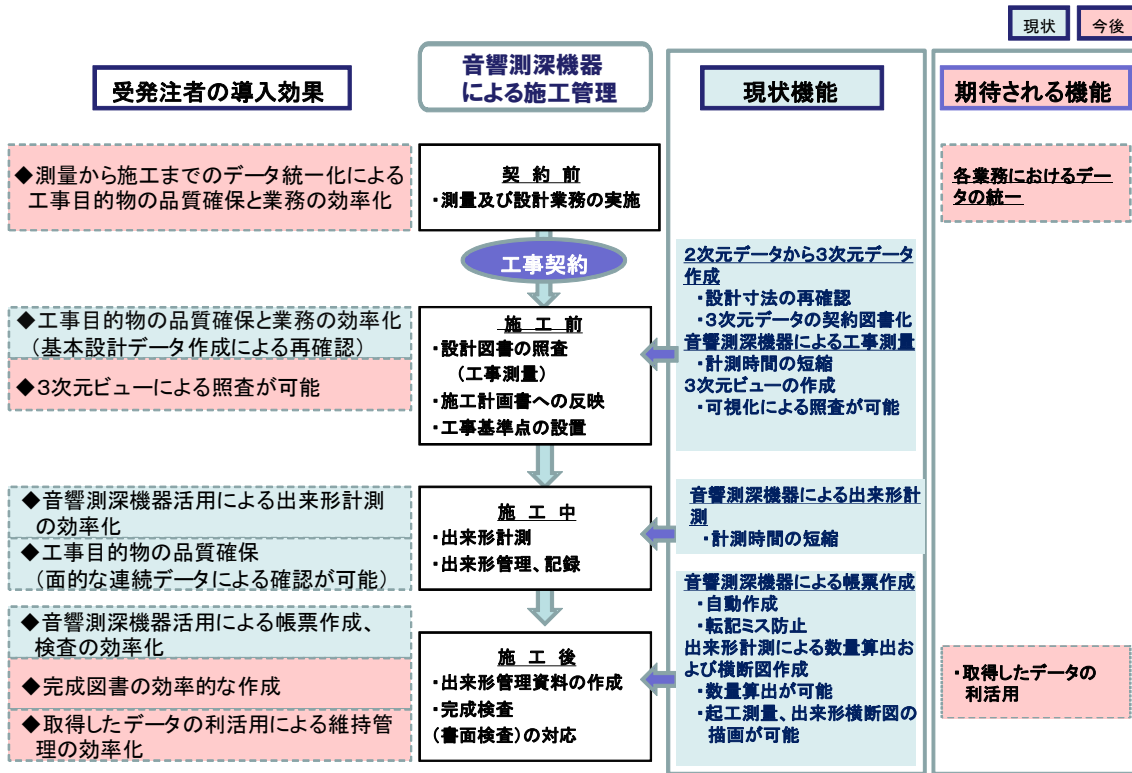 現状
今後
受発注者の導入効果
音響測深機器
による施工管理
現状機能
期待される機能
◆測量から施工までのデータ統一化による
工事目的物の品質確保と業務の効率化
契 約 前
・測量及び設計業務の実施
各業務におけるデー
タの統一
工事契約
◆工事目的物の品質確保と業務の効率化
(基本設計データ作成による再確認)
◆3次元ビューによる照査が可能
施 工 前
・設計図書の照査
(工事測量)
・施工計画書への反映
・工事基準点の設置
2次元データから3次元データ
作成
・設計寸法の再確認
・3次元データの契約図書化
音響測深機器による工事測量
・計測時間の短縮
3次元ビューの作成
・可視化による照査が可能
◆音響測深機器活用による出来形計測
の効率化
◆工事目的物の品質確保
(面的な連続データによる確認が可能)
施 工 中
・出来形計測
・出来形管理、記録
音響測深機器による出来形計
測
・計測時間の短縮
◆音響測深機器活用による帳票作成、
検査の効率化
◆完成図書の効率的な作成
◆取得したデータの利活用による維持管
理の効率化
施 工 後
・出来形管理資料の作成
・完成検査
(書面検査)の対応
音響測深機器による帳票作成
・自動作成
・転記ミス防止
出来形計測による数量算出お
よび横断図作成
・数量算出が可能
・起工測量、出来形横断図の
描画が可能
・取得したデータの
利活用